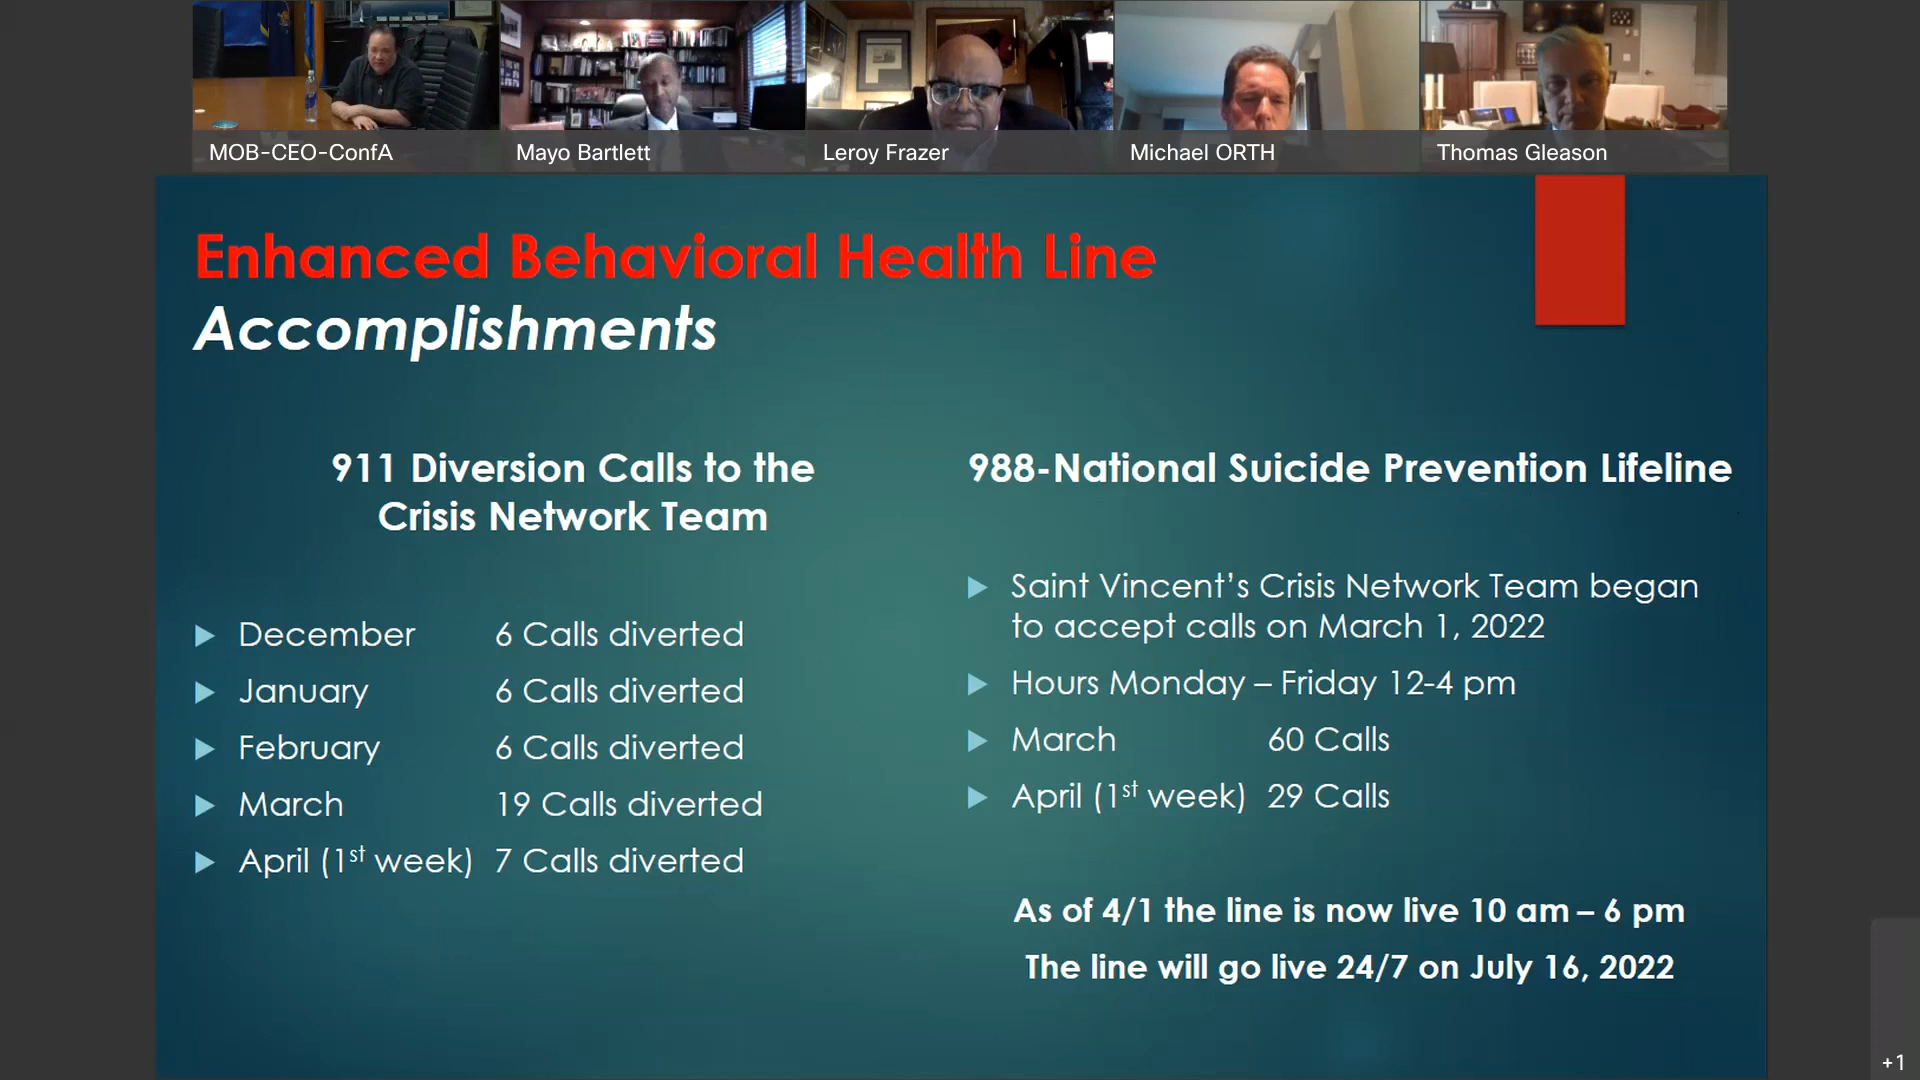 MOB-CEO-ConfA
Mayo Bartlett
Leroy Frazer
Michael ORTH
Thomas Gleason
Enhanced Behavioral Health Line
Accomplishments
911 Diversion Calls to the
Crisis Network Team
December 6 Calls diverted
January 6 Calls diverted
February 6 Calls diverted
March 19 Calls diverted
April (1st week) 7 Calls diverted
988-National Suicide Prevention Lifeline
Saint Vincent’s Crisis Network Team began
to accept calls on March 1, 2022
Hours Monday – Friday 12-4 pm
March 60 Calls
April (1st week) 29 Calls
As of 4/1 the line is now live 10 am – 6 pm
The line will go live 24/7 on July 16, 2022
+1